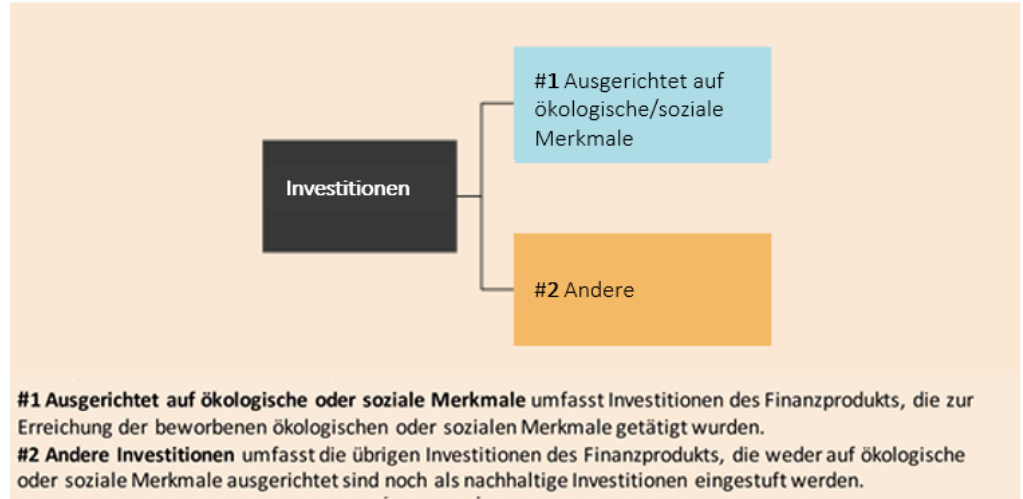 #1 Ausgerichtet auf
ökologische/soziale
Merkmale
Investitionen
#2 Andere
#1 Ausgerichtet auf ökologische oder soziale Merkmale umfasst Investitionen des Finanzprodukts, die zur
Erreichung der beworbenen ökologischen oder sozialen Merkmale getätigt wurden.
#2 Andere Investitionen umfasst die übrigen Investitionen des Finanzprodukts, die weder auf ökologische
oder soziale Merkmale ausgerichtet sind noch als nachhaltige Investitionen eingestuft werden.